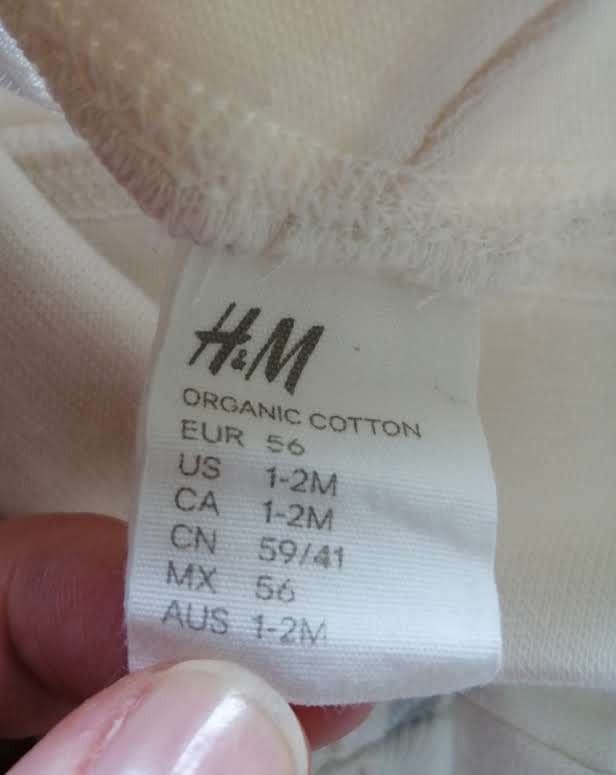 H&M
ORGANIC COTTON
EUR 56
US 1-2M
CA 1-2M
CN 59/41
MX 56
AUS 1-2M